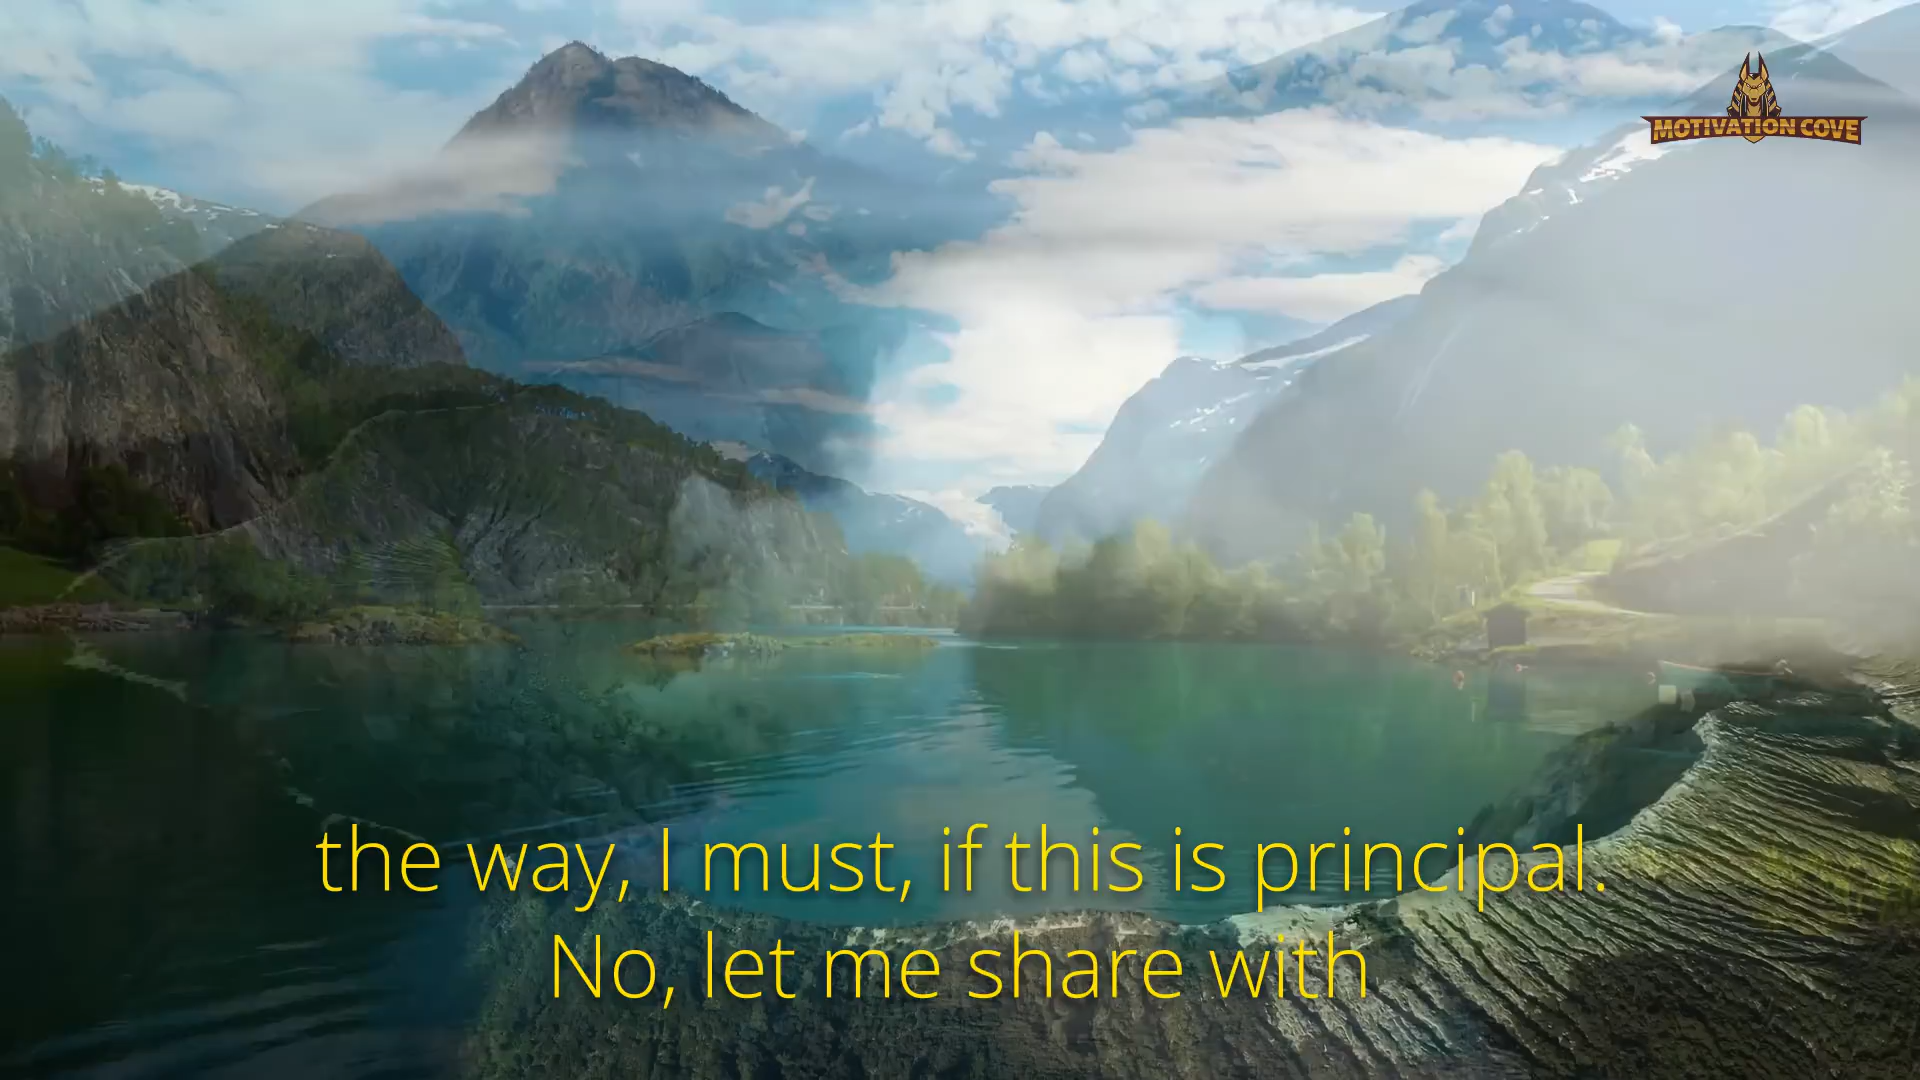 MOTIVATION COVE
the way, I must, if this is principal.
No, let me share with